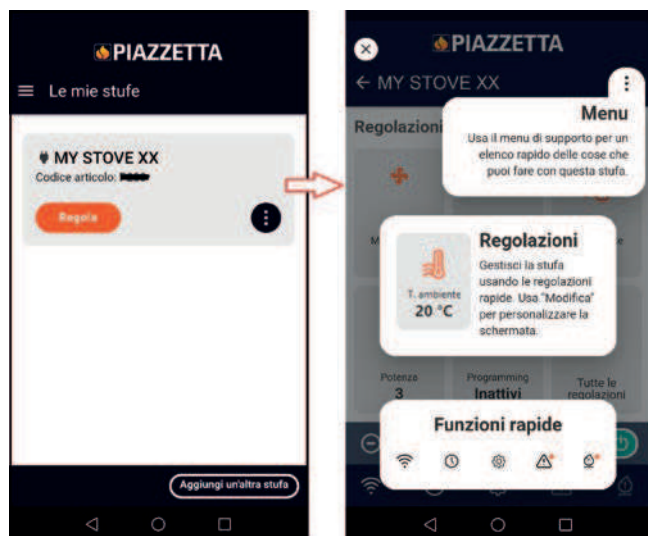 PIAZZETTA
Le mie stufe
MY STOVE XX
Codice articolo:
Regola
Aggiungi un'altra stufa
PIAZZETTA
MY STOVE XX
Menu
Usa il menu di supporto per un
elenco rapido delle cose che
puoi fare con questa stufa.
Regolazioni
Regolazioni
Gestisci la stufa
usando le regolazioni
rapide. Usa "Modifica"
per personalizzare la
schermata.
T. ambiente
20 °C
Potenza
3
Programming
Inattivi
Tutte le
regolazioni
Funzioni rapide